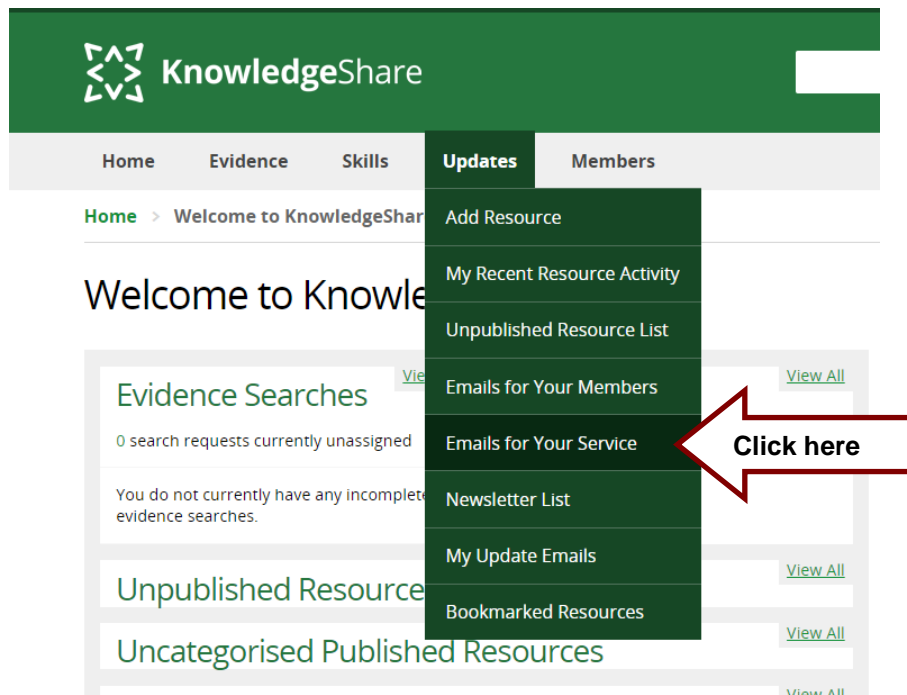 KnowledgeShare
Home Evidence Skills Updates Members
Home > Welcome to KnowledgeShar
Add Resource
My Recent Resource Activity
Welcome to Knowle
Unpublished Resource List
View All
Evidence Searches
Vie
Emails for Your Members
0 search requests currently unassigned
Emails for Your Service
Click here
You do not currently have any incomplete
evidence searches.
Newsletter List
My Update Emails
View All
Unpublished Resource
Bookmarked Resources
View All
Uncategorised Published Resources
View All